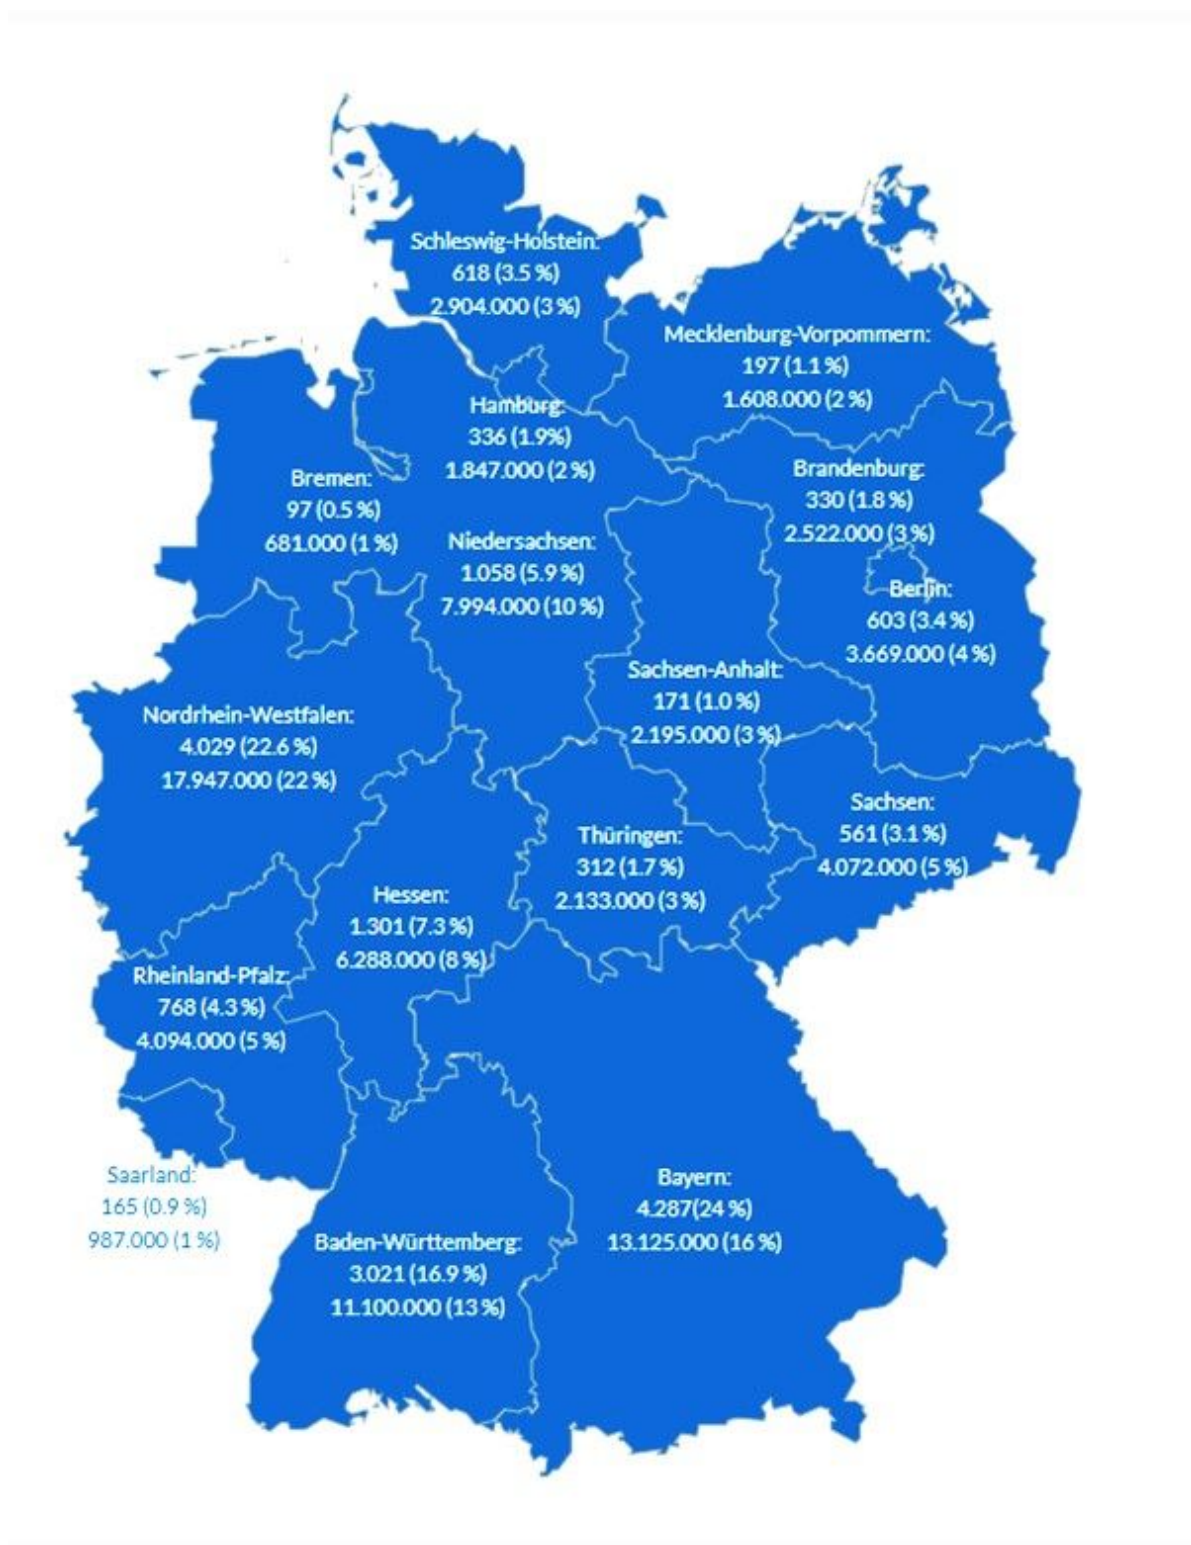 Schleswig-Holstein:
618 (3.5 %)
2.904.000 (3 %)
Mecklenburg-Vorpommern:
197 (1.1 %)
1.608.000 (2 %)
Hamburg:
336 (1.9%)
1.847.000 (2 %)
Bremen:
97 (0.5 %)
681.000 (1 %)
Brandenburg:
330 (1.8 %)
2.522.000 (3 %)
Niedersachsen:
1.058 (5.9 %)
7.994.000 (10 %)
Berlin:
603 (3.4 %)
3.669.000 (4 %)
Sachsen-Anhalt:
171 (1.0 %)
2.195.000 (3 %)
Nordrhein-Westfalen:
4.029 (22.6 %)
17.947.000 (22 %)
Sachsen:
561 (3.1 %)
4.072.000 (5 %)
Thüringen:
312 (1.7 %)
2.133.000 (3 %)
Hessen:
1.301 (7.3 %)
6.288.000 (8 %)
Rheinland-Pfalz:
768 (4.3 %)
4.094.000 (5 %)
Saarland:
165 (0.9 %)
987.000 (1 %)
Bayern:
4.287(24 %)
13.125.000 (16 %)
Baden-Württemberg:
3.021 (16.9 %)
11.100.000 (13 %)